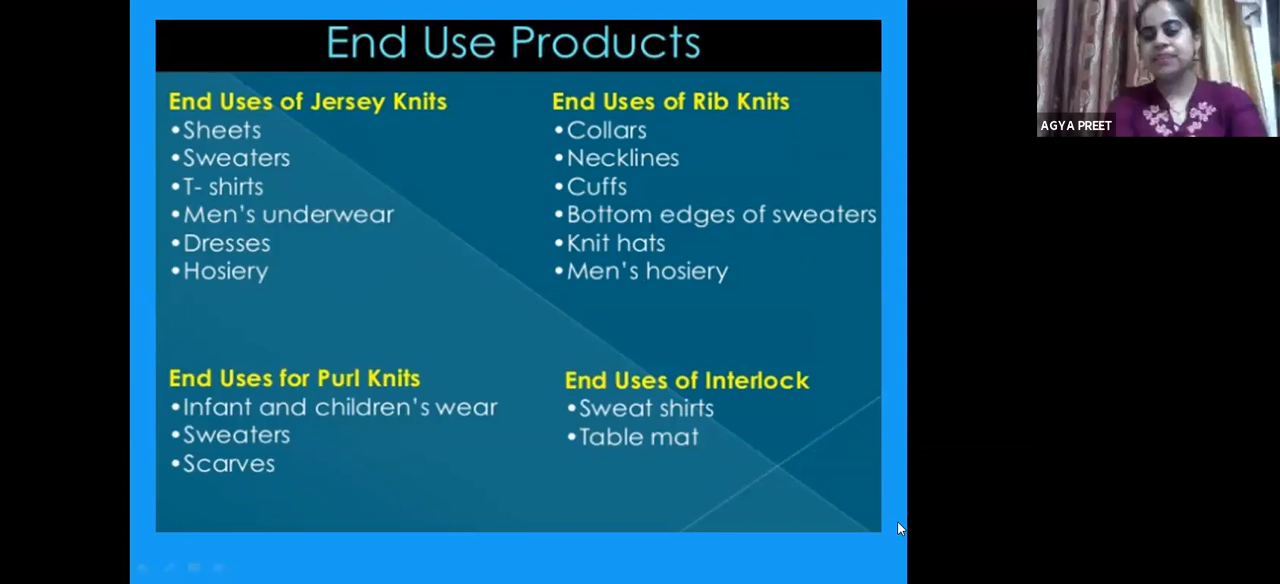 End Use Products
End Uses of Jersey Knits
•Sheets
•Sweaters
•T- shirts
•Men's underwear
•Dresses
•Hosiery
End Uses of Rib Knits
•Collars
•Necklines
•Cuffs
•Bottom edges of sweaters
•Knit hats
•Men's hosiery
End Uses for Purl Knits
•Infant and children's wear
•Sweaters
•Scarves
End Uses of Interlock
•Sweat shirts
•Table mat
AGYA PREET